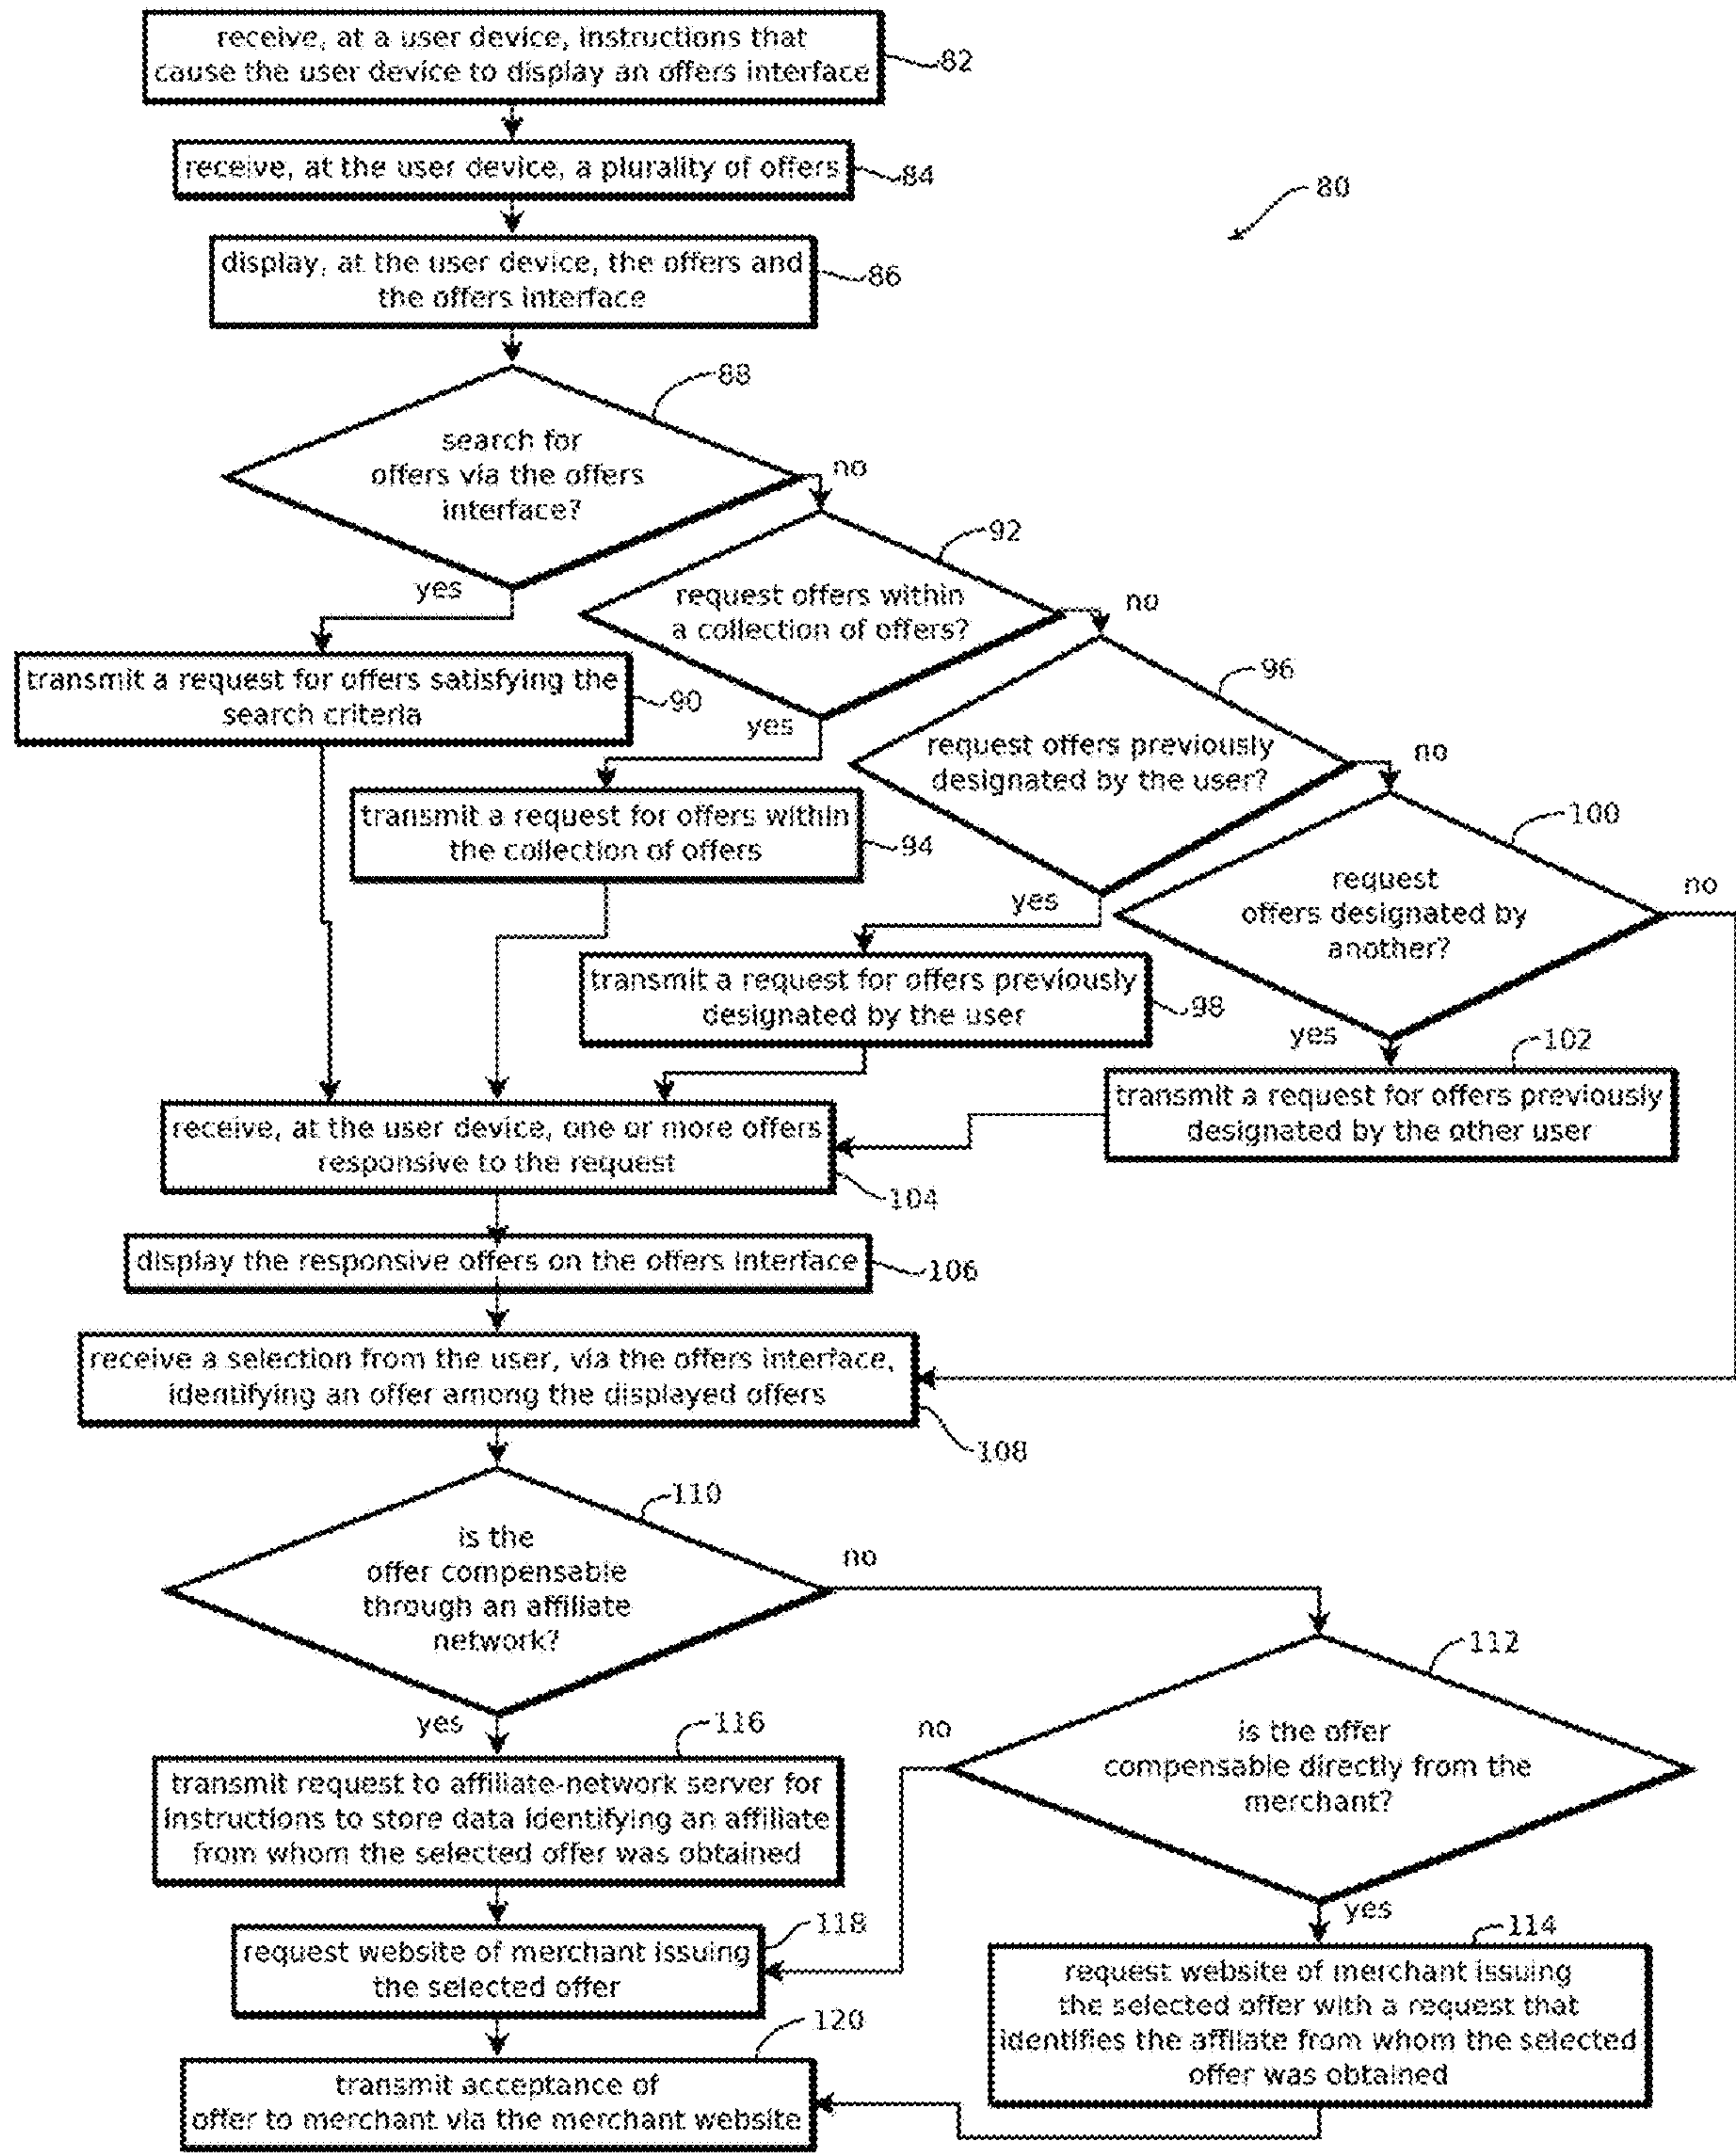 receive, at a user device, instructions that
cause the user device to display an offers interface
82
receive, at the user device, a plurality of offers
84
80
display, at the user device, the offers and
the offers interface
86
88
search for
offers via the offers
interface?
no
yes
92
request offers within
a collection of offers?
no
yes
transmit a request for offers satisfying the
search criteria
90
96
request offers previously
designated by the user?
no
yes
transmit a request for offers within
the collection of offers
94
100
request
offers designated by
another?
no
yes
transmit a request for offers previously
designated by the user
98
102
transmit a request for offers previously
designated by the other user
receive, at the user device, one or more offers
responsive to the request
104
display the responsive offers on the offers interface
106
receive a selection from the user, via the offers interface,
identifying an offer among the displayed offers
108
110
is the
offer compensable
through an affiliate
network?
no
yes
112
is the offer
compensable directly from the
merchant?
no
yes
116
transmit request to affiliate-network server for
instructions to store data identifying an affiliate
from whom the selected offer was obtained
118
request website of merchant issuing
the selected offer
114
request website of merchant issuing
the selected offer with a request that
identifies the affiliate from whom the selected
offer was obtained
120
transmit acceptance of
offer to merchant via the merchant website